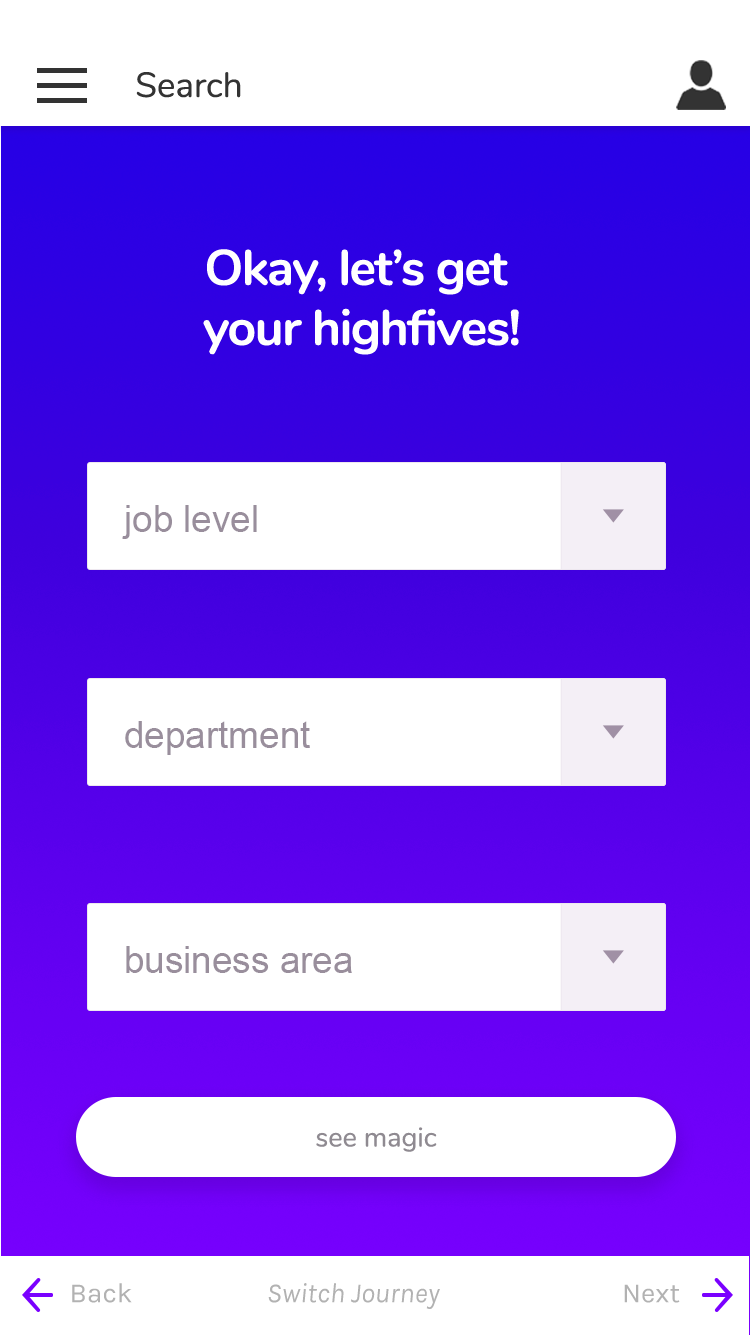 Search
Okay, let’s get
your highfives!
job level
department
business area
see magic
Back Switch Journey Next